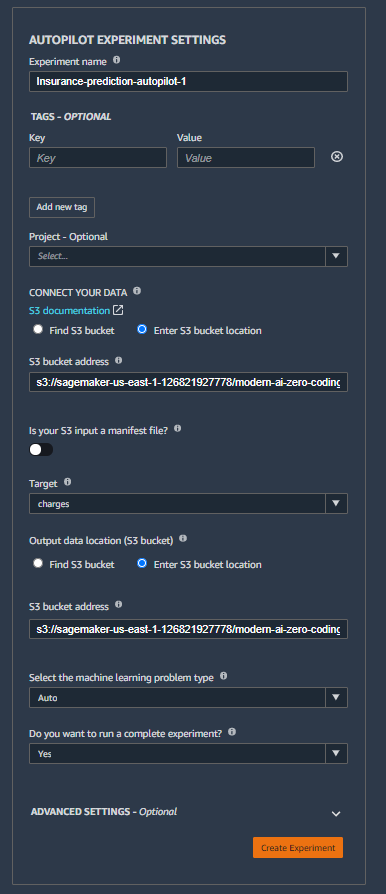 AUTOPILOT EXPERIMENT SETTINGS
Experiment name
Insurance-prediction-autopilot-1
TAGS - OPTIONAL
Key Value
Key Value
Add new tag
Project - Optional
Select...
CONNECT YOUR DATA
S3 documentation
Find S3 bucket Enter S3 bucket location
S3 bucket address
s3://sagemaker-us-east-1-126821927778/modern-ai-zero-coding
Is your S3 input a manifest file?
Target
charges
Output data location (S3 bucket)
Find S3 bucket Enter S3 bucket location
S3 bucket address
s3://sagemaker-us-east-1-126821927778/modern-ai-zero-coding
Select the machine learning problem type
Auto
Do you want to run a complete experiment?
Yes
ADVANCED SETTINGS - Optional
Create Experiment